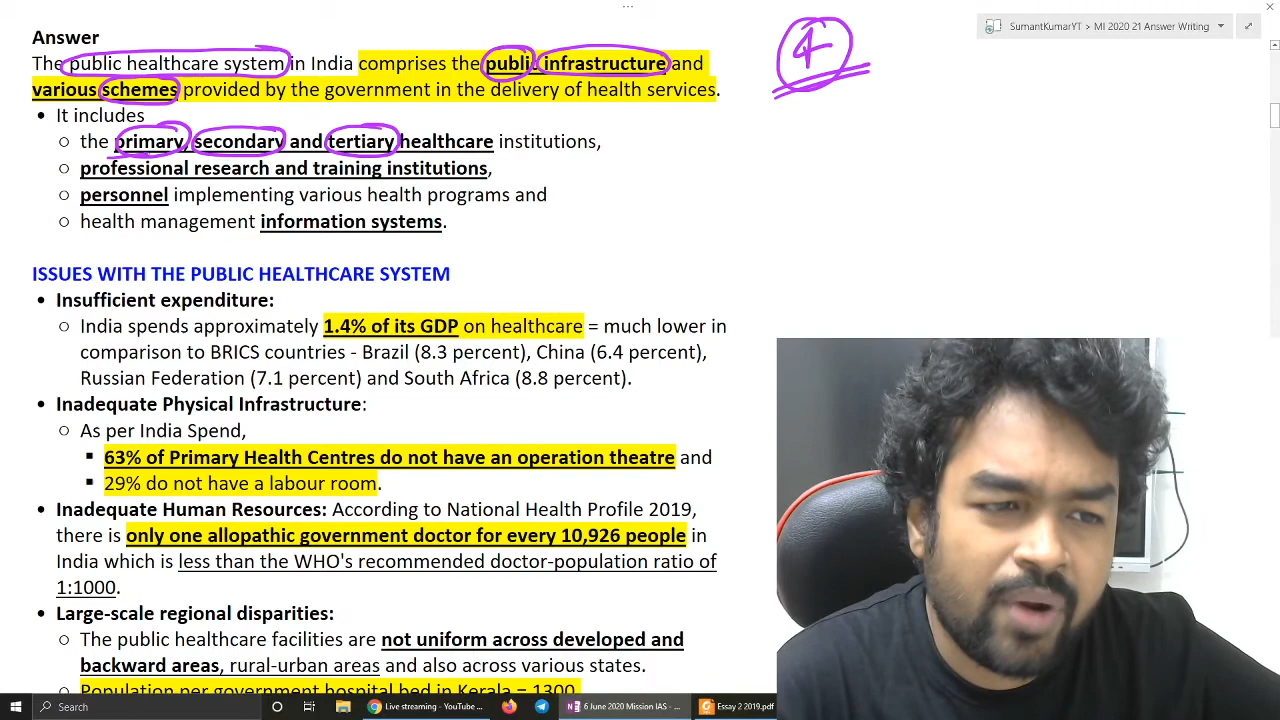 SumantKumarYT > MI 2020 21 Answer Writing
Answer
The public healthcare system in India comprises the public infrastructure and
various schemes provided by the government in the delivery of health services.
• It includes
○ the primary, secondary and tertiary healthcare institutions,
○ professional research and training institutions,
○ personnel implementing various health programs and
○ health management information systems.
ISSUES WITH THE PUBLIC HEALTHCARE SYSTEM
• Insufficient expenditure:
○ India spends approximately 1.4% of its GDP on healthcare = much lower in
comparison to BRICS countries - Brazil (8.3 percent), China (6.4 percent),
Russian Federation (7.1 percent) and South Africa (8.8 percent).
• Inadequate Physical Infrastructure:
○ As per India Spend,
▪ 63% of Primary Health Centres do not have an operation theatre and
▪ 29% do not have a labour room.
• Inadequate Human Resources: According to National Health Profile 2019,
there is only one allopathic government doctor for every 10,926 people in
India which is less than the WHO's recommended doctor-population ratio of
1:1000.
• Large-scale regional disparities:
○ The public healthcare facilities are not uniform across developed and
backward areas, rural-urban areas and also across various states.
○ Population per government hospital bed in Kerala = 1300
Search
Live streaming - YouTube ...
6 June 2020 Mission IAS - ...
Essay 2 2019.pdf